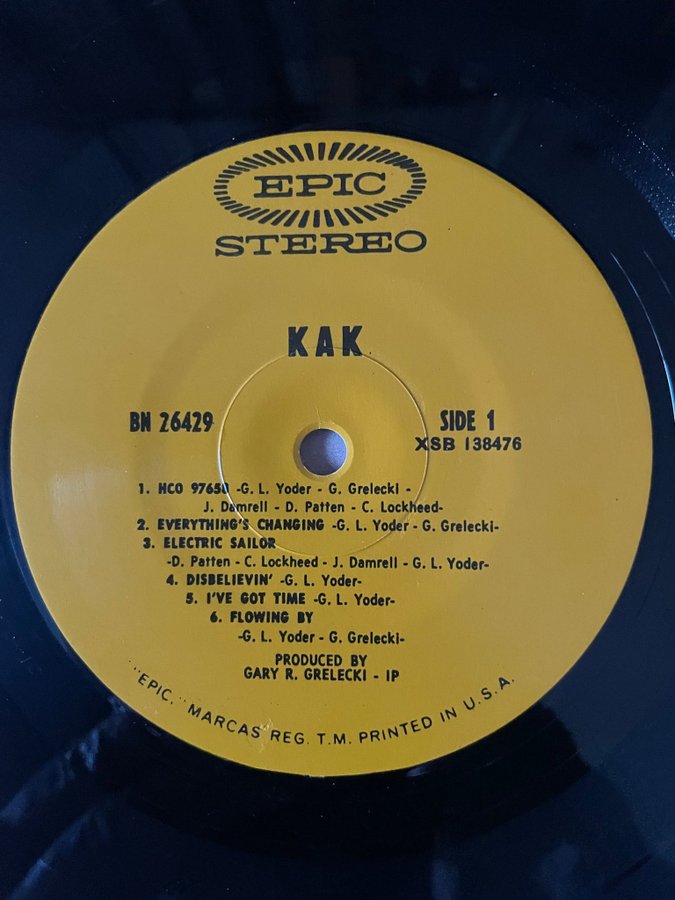 EPIC
STEREO
KAK
BN 26429
SIDE 1
XSB 138476
1. HCO 97658 -G. L. Yoder - G. Grelecki -
J. Damrell - D. Patten - C. Lockheed-
2. EVERYTHING'S CHANGING -G. L. Yoder - G. Grelecki-
3. ELECTRIC SAILOR
-D. Patten - C. Lockheed - J. Damrell - G. L. Yoder-
4. DISBELIEVIN' -G. L. Yoder-
5. I'VE GOT TIME -G. L. Yoder-
6. FLOWING BY
-G. L. Yoder - G. Grelecki-
PRODUCED BY
GARY R. GRELECKI - IP
"EPIC," MARCAS REG. T.M. PRINTED IN U.S.A.